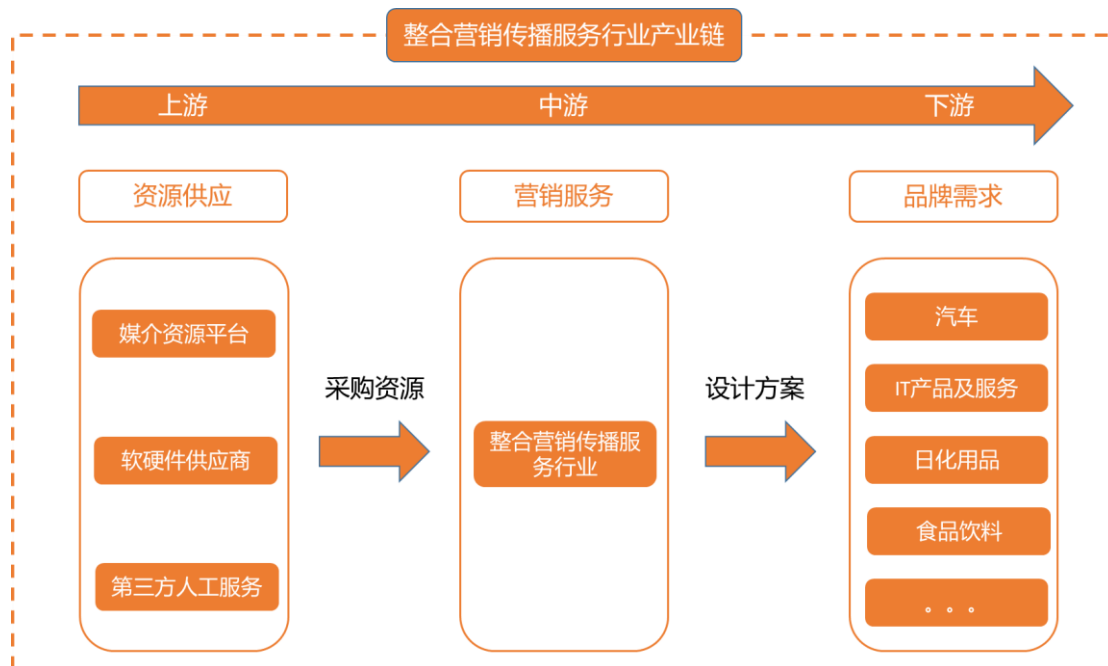 整合营销传播服务行业产业链
上游
中游
下游
资源供应
营销服务
品牌需求
媒介资源平台
软硬件供应商
第三方人工服务
采购资源
整合营销传播服
务行业
设计方案
汽车
IT产品及服务
日化用品
食品饮料
。。。